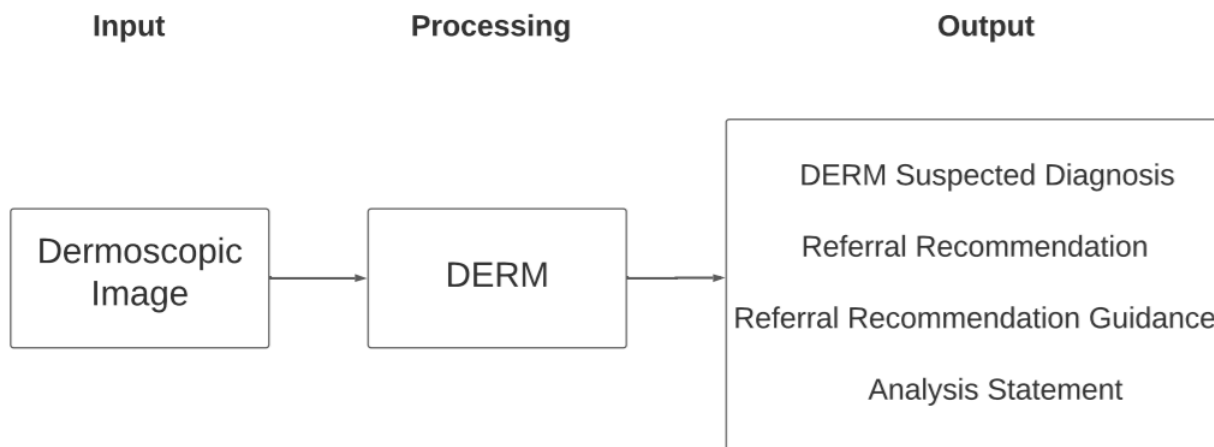 Input
Processing
Output
Dermoscopic
Image
DERM
DERM Suspected Diagnosis
Referral Recommendation
Referral Recommendation Guidance
Analysis Statement